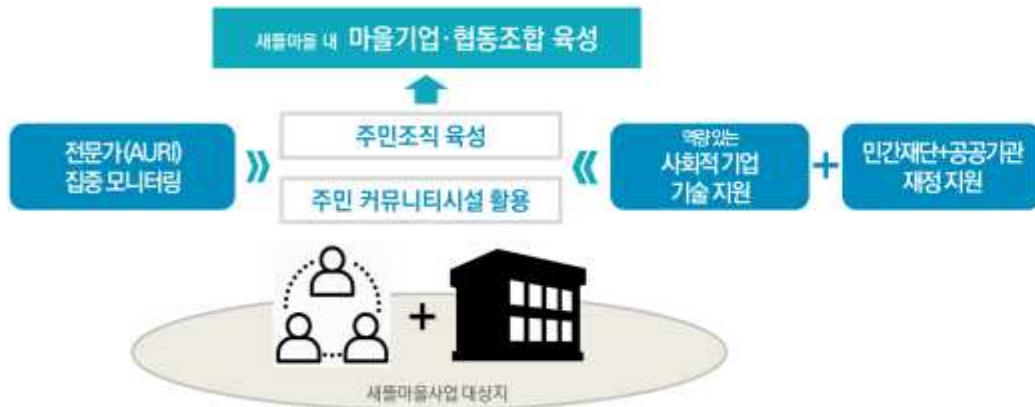 새뜰마을 내 마을기업·협동조합 육성
전문가(AURI)
집중 모니터링
주민조직 육성
주민 커뮤니티시설 활용
역량 있는
사회적 기업
기술 지원
+
민간재단+공공기관
재정 지원
+
새뜰마을사업 대상지